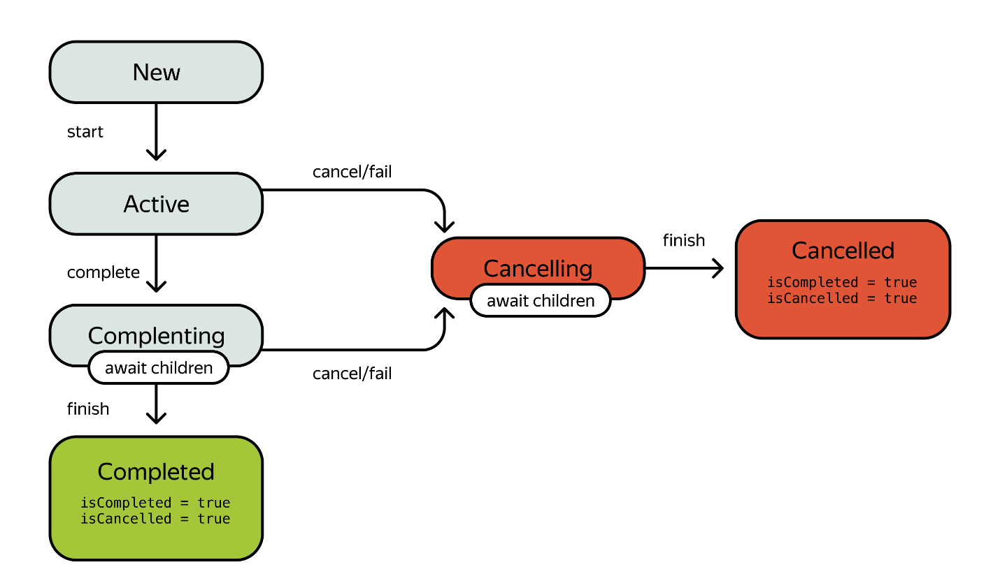 New
start
Active
cancel/fail
complete
Cancelling
await children
finish
Cancelled
isCompleted = true
isCancelled = true
Complenting
await children
cancel/fail
finish
Completed
isCompleted = true
isCancelled = true